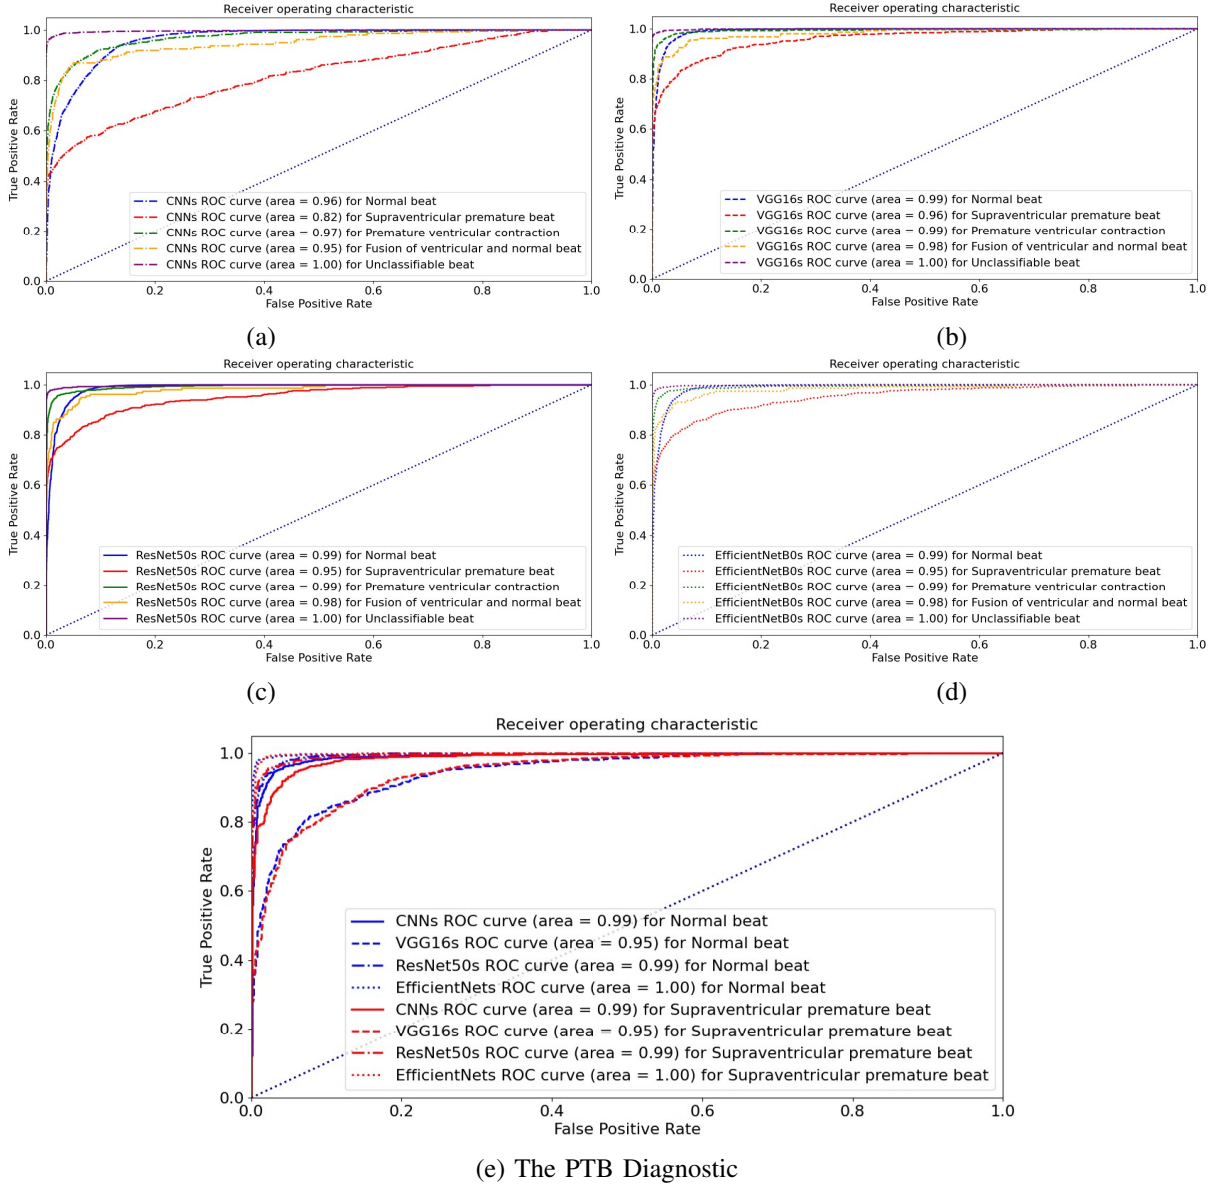 Receiver operating characteristic
1.0
0.8
0.6
0.4
0.2
0.0
True Positive Rate
CNNs ROC curve (area = 0.96) for Normal beat
CNNs ROC curve (area = 0.82) for Supraventricular premature beat
CNNs ROC curve (area − 0.97) for Premature ventricular contraction
CNNs ROC curve (area = 0.95) for Fusion of ventricular and normal beat
CNNs ROC curve (area = 1.00) for Unclassifiable beat
0.0 0.2 0.4 0.6 0.8 1.0
False Positive Rate
(a)
Receiver operating characteristic
1.0
0.8
0.6
0.4
0.2
0.0
True Positive Rate
VGG16s ROC curve (area = 0.99) for Normal beat
VGG16s ROC curve (area = 0.96) for Supraventricular premature beat
VGG16s ROC curve (area − 0.99) for Premature ventricular contraction
VGG16s ROC curve (area = 0.98) for Fusion of ventricular and normal beat
VGG16s ROC curve (area = 1.00) for Unclassifiable beat
0.0 0.2 0.4 0.6 0.8 1.0
False Positive Rate
(b)
Receiver operating characteristic
1.0
0.8
0.6
0.4
0.2
0.0
True Positive Rate
ResNet50s ROC curve (area = 0.99) for Normal beat
ResNet50s ROC curve (area = 0.95) for Supraventricular premature beat
ResNet50s ROC curve (area − 0.99) for Premature ventricular contraction
ResNet50s ROC curve (area = 0.98) for Fusion of ventricular and normal beat
ResNet50s ROC curve (area = 1.00) for Unclassifiable beat
0.0 0.2 0.4 0.6 0.8 1.0
False Positive Rate
(c)
Receiver operating characteristic
1.0
0.8
0.6
0.4
0.2
0.0
True Positive Rate
EfficientNetB0s ROC curve (area = 0.99) for Normal beat
EfficientNetB0s ROC curve (area = 0.95) for Supraventricular premature beat
EfficientNetB0s ROC curve (area − 0.99) for Premature ventricular contraction
EfficientNetB0s ROC curve (area = 0.98) for Fusion of ventricular and normal beat
EfficientNetB0s ROC curve (area = 1.00) for Unclassifiable beat
0.0 0.2 0.4 0.6 0.8 1.0
False Positive Rate
(d)
Receiver operating characteristic
1.0
0.8
0.6
0.4
0.2
0.0
True Positive Rate
CNNs ROC curve (area = 0.99) for Normal beat
VGG16s ROC curve (area = 0.95) for Normal beat
ResNet50s ROC curve (area = 0.99) for Normal beat
EfficientNets ROC curve (area = 1.00) for Normal beat
CNNs ROC curve (area = 0.99) for Supraventricular premature beat
VGG16s ROC curve (area = 0.95) for Supraventricular premature beat
ResNet50s ROC curve (area = 0.99) for Supraventricular premature beat
EfficientNets ROC curve (area = 1.00) for Supraventricular premature beat
0.0 0.2 0.4 0.6 0.8 1.0
False Positive Rate
(e) The PTB Diagnostic